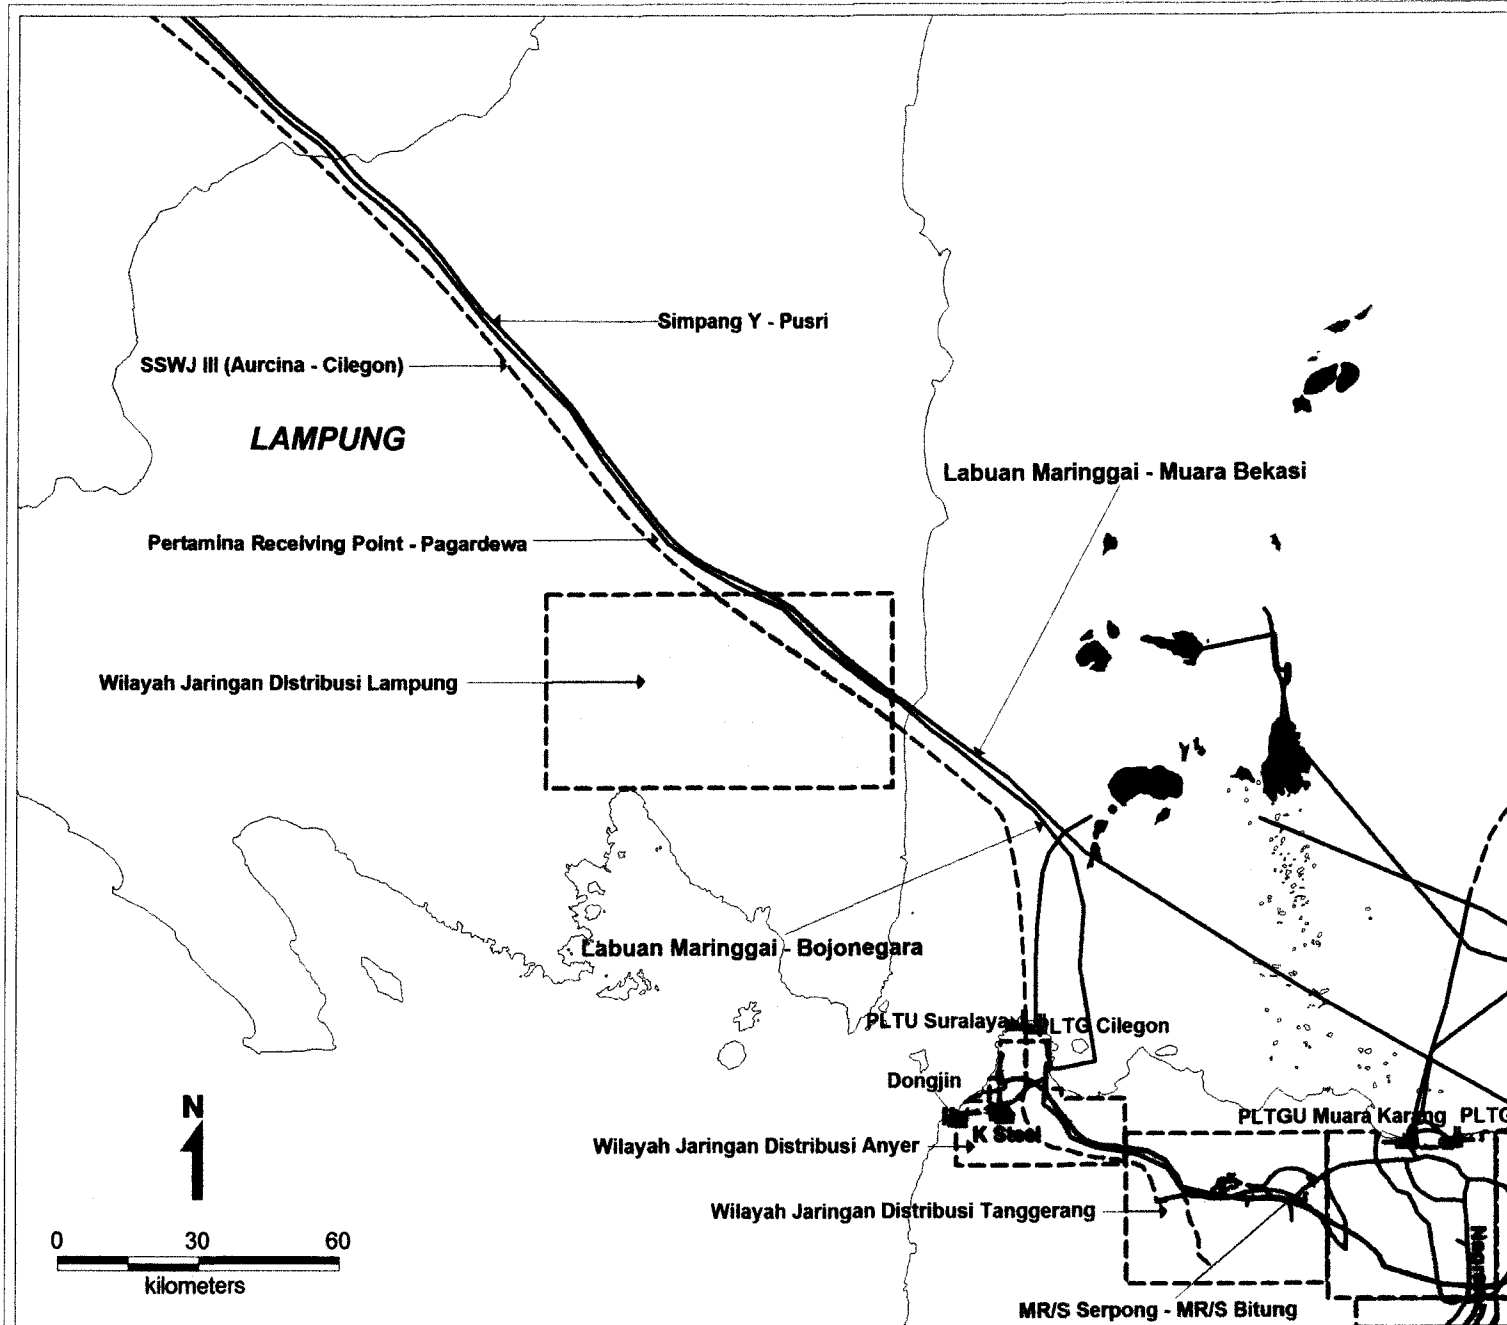 Simpang Y - Pusri
SSWJ III (Aurcina - Cilegon)
LAMPUNG
Labuan Maringgai - Muara Bekasi
Pertamina Receiving Point - Pagardewa
Wilayah Jaringan Distribusi Lampung
Labuan Maringgai - Bojonegara
PLTU Suralaya
PLTG Cilegon
Dongjin
N
PLTGU Muara Karang
PLTG
K Steel
Wilayah Jaringan Distribusi Anyer
Wilayah Jaringan Distribusi Tanggerang
0 30 60
kilometers
MR/S Serpong - MR/S Bitung